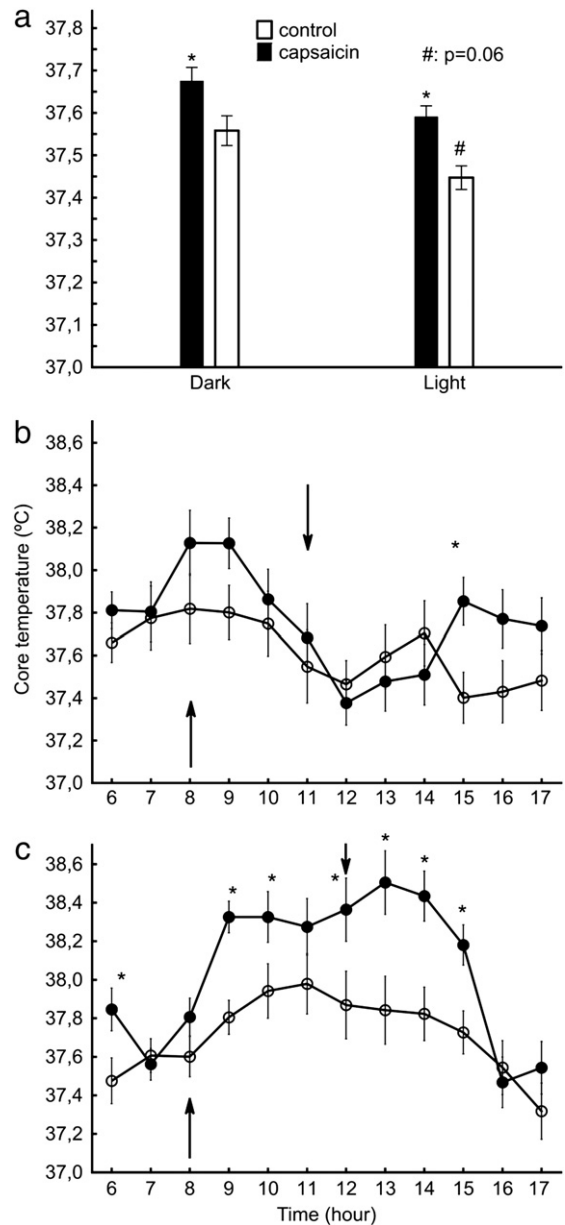 a
37,8
37,7
37,6
37,5
37,4
37,3
37,2
37,1
37,0
control
capsaicin
#: p=0.06
*
*
#
Dark Light
b
Core temperature (ºC)
38,6
38,4
38,2
38,0
37,8
37,6
37,4
37,2
37,0
*
6 7 8 9 10 11 12 13 14 15 16 17
c
38,6
38,4
38,2
38,0
37,8
37,6
37,4
37,2
37,0
* * * * * * *
6 7 8 9 10 11 12 13 14 15 16 17
Time (hour)